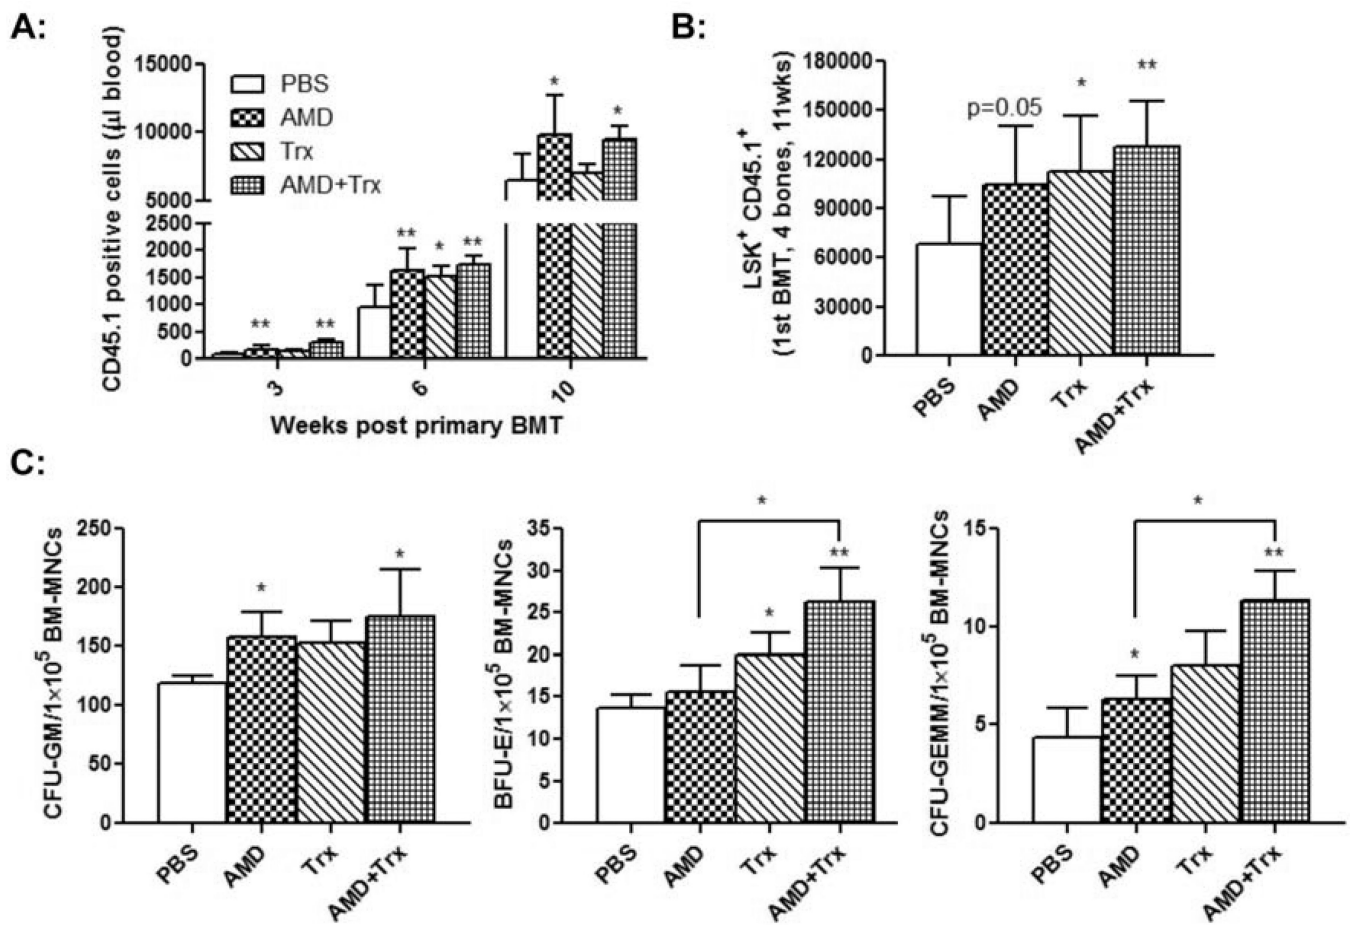 A:
CD45.1 positive cells (μl blood)
15000
10000
5000
2500
2000
1500
1000
500
0
PBS
AMD
Trx
AMD+Trx
**
**
**
*
**
*
*
3
6
10
Weeks post primary BMT
B:
LSK⁺ CD45.1⁺
(1st BMT, 4 bones, 11wks)
180000
150000
120000
90000
60000
30000
0
p=0.05
*
**
PBS
AMD
Trx
AMD+Trx
C:
CFU-GM/1×10⁵ BM-MNCs
250
200
150
100
50
0
*
*
PBS
AMD
Trx
AMD+Trx
BFU-E/1×10⁵ BM-MNCs
35
30
25
20
15
10
5
0
*
*
**
PBS
AMD
Trx
AMD+Trx
CFU-GEMM/1×10⁵ BM-MNCs
15
10
5
0
*
*
**
PBS
AMD
Trx
AMD+Trx